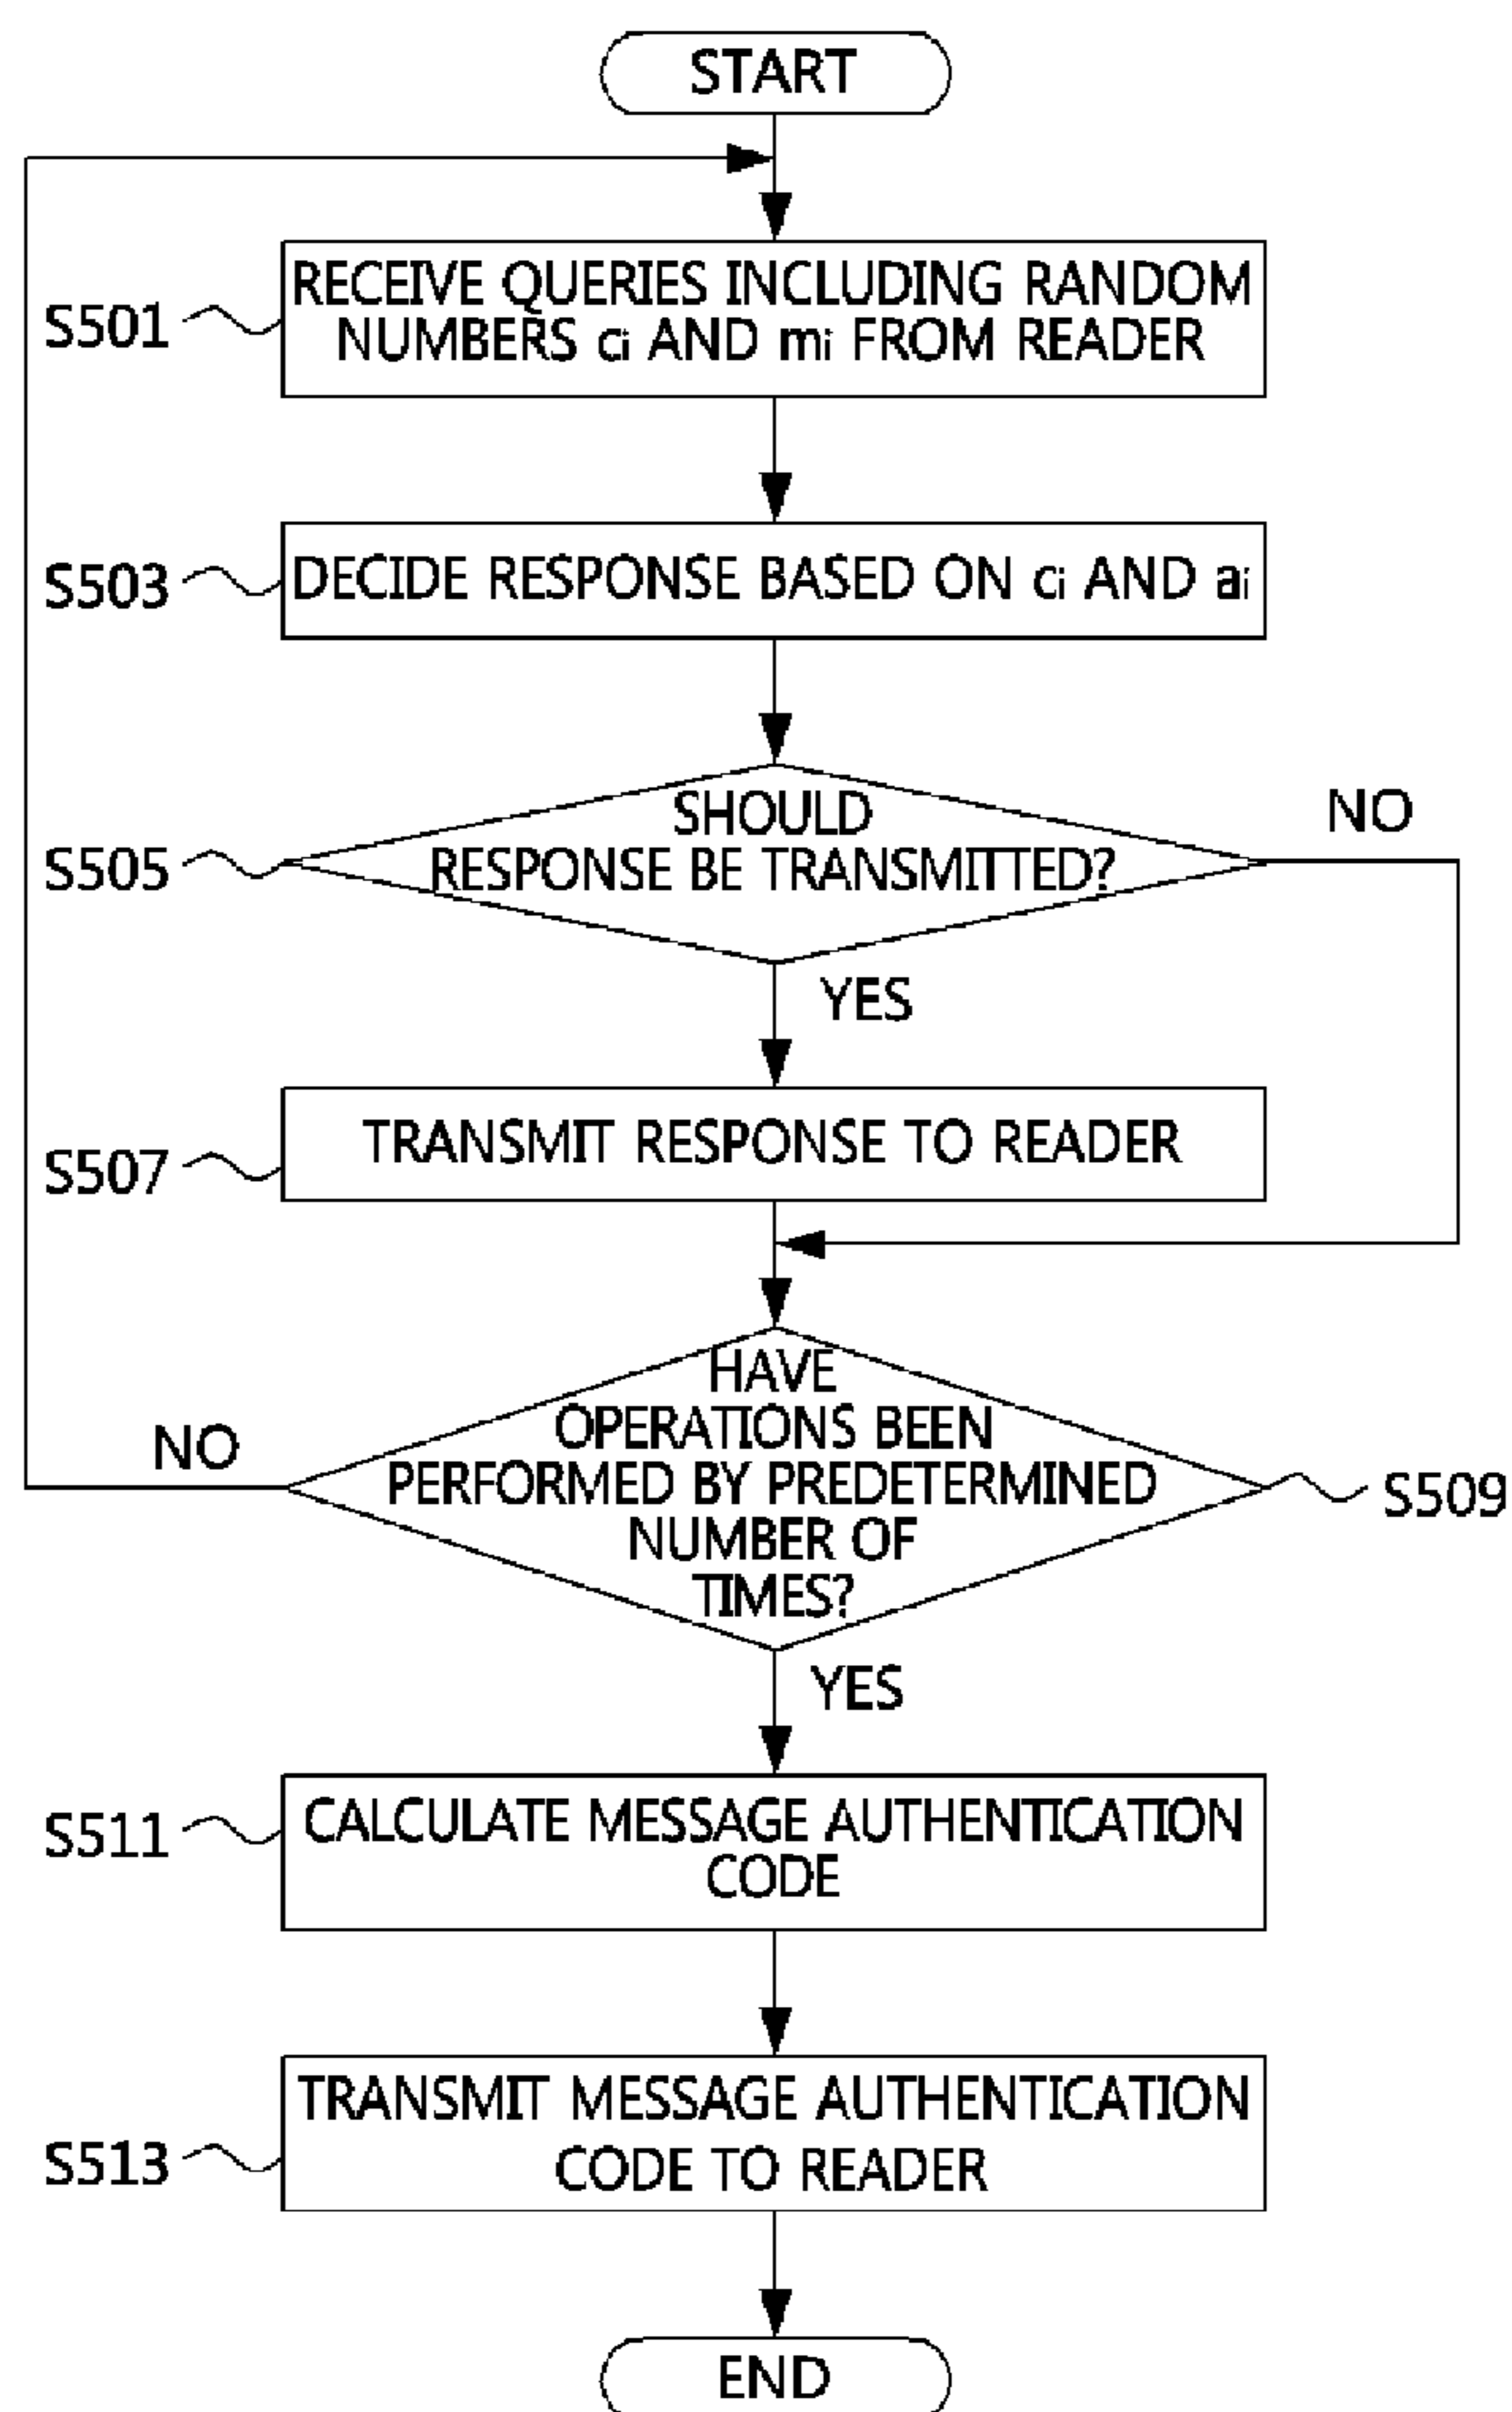 START
S501
RECEIVE QUERIES INCLUDING RANDOM
NUMBERS ci AND mi FROM READER
S503
DECIDE RESPONSE BASED ON ci AND ai
S505
SHOULD
RESPONSE BE TRANSMITTED?
NO
YES
S507
TRANSMIT RESPONSE TO READER
HAVE
OPERATIONS BEEN
PERFORMED BY PREDETERMINED
NUMBER OF
TIMES?
NO
S509
YES
S511
CALCULATE MESSAGE AUTHENTICATION
CODE
S513
TRANSMIT MESSAGE AUTHENTICATION
CODE TO READER
END